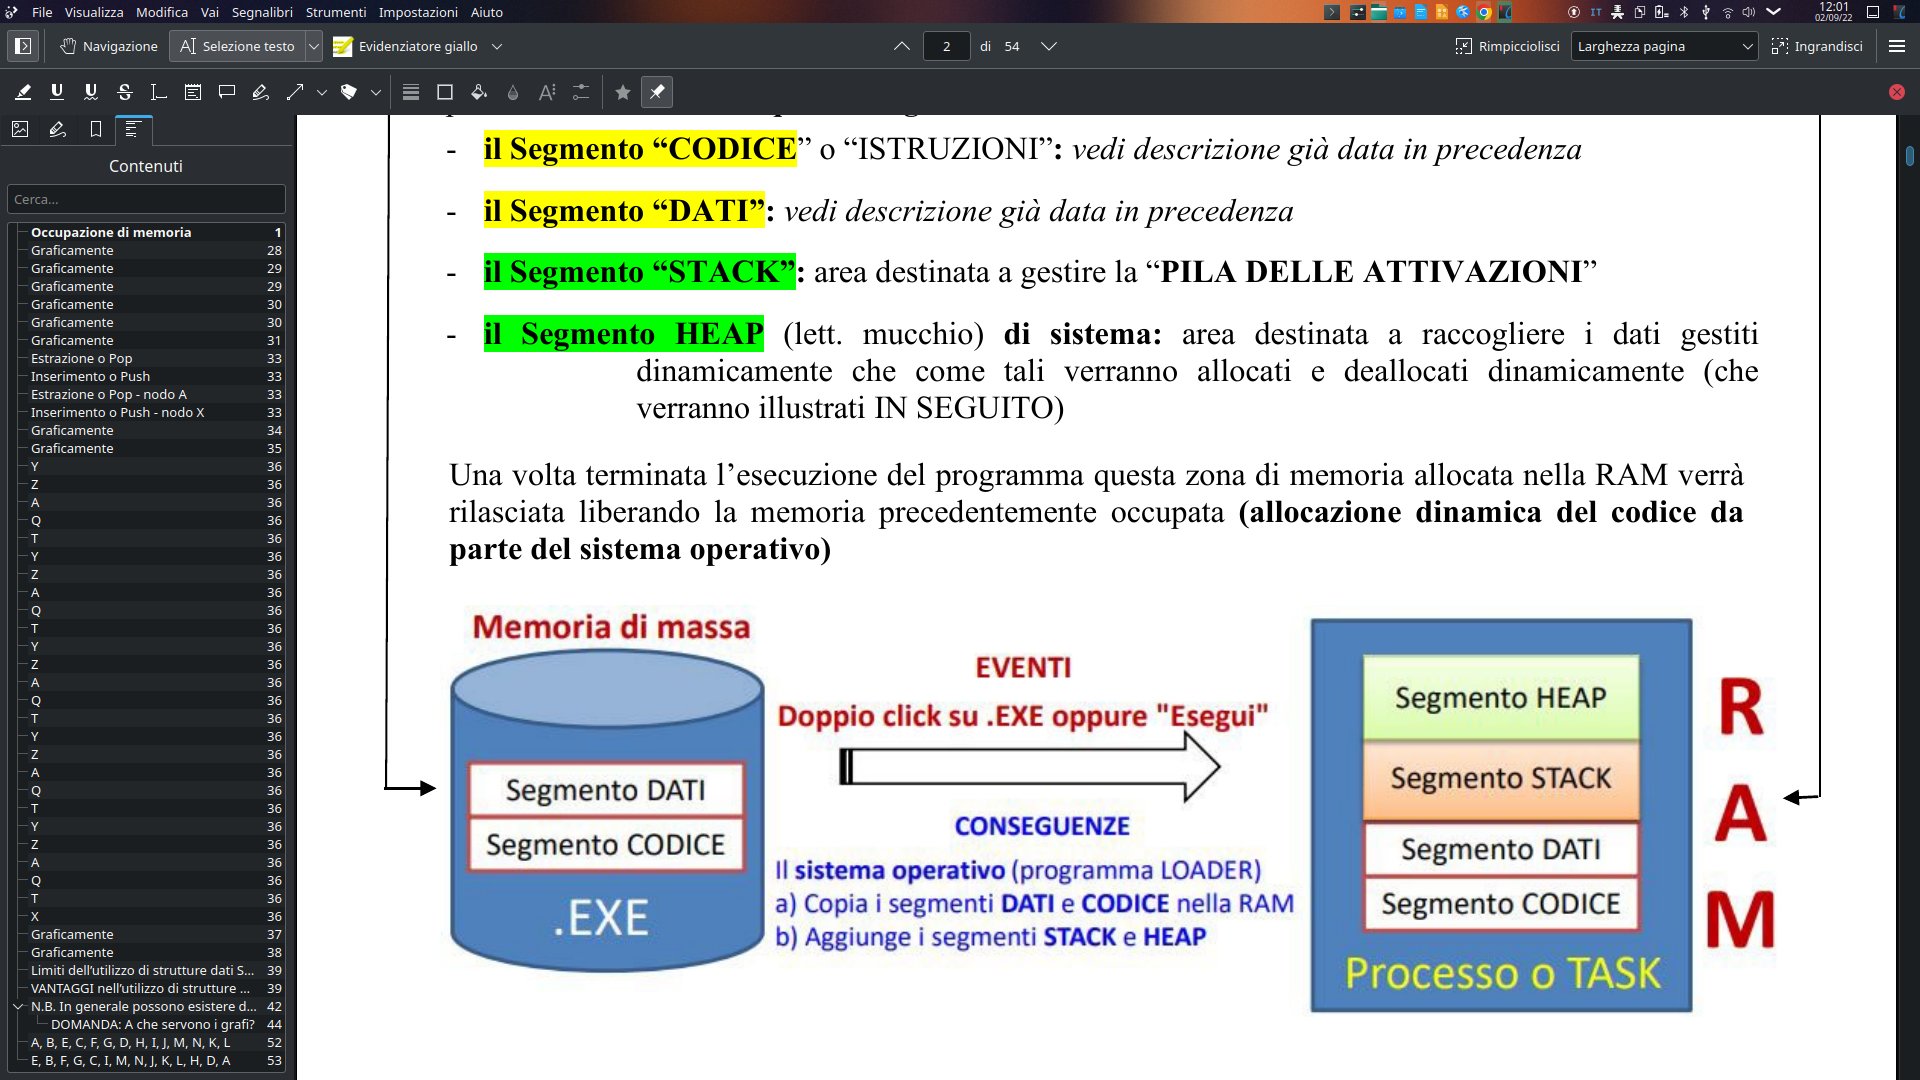 File Visualizza Modifica Vai Segnalibri Strumenti Impostazioni Aiuto
IT
12:01
02/09/22
Navigazione
Selezione testo
Evidenziatore giallo
2 di 54
Rimpicciolisci
Larghezza pagina
Ingrandisci
Contenuti
Cerca...
Occupazione di memoria 1
Graficamente 28
Graficamente 29
Graficamente 29
Graficamente 30
Graficamente 30
Graficamente 31
Estrazione o Pop 33
Inserimento o Push 33
Estrazione o Pop - nodo A 33
Inserimento o Push - nodo X 33
Graficamente 34
Graficamente 35
Y 36
Z 36
A 36
Q 36
T 36
Y 36
Z 36
A 36
Q 36
T 36
Y 36
Z 36
A 36
Q 36
T 36
Y 36
Z 36
A 36
Q 36
T 36
Y 36
Z 36
A 36
Q 36
T 36
X 36
Graficamente 37
Graficamente 38
Limiti dell’utilizzo di strutture dati S... 39
VANTAGGI nell’utilizzo di strutture ... 39
N.B. In generale possono esistere d... 42
DOMANDA: A che servono i grafi? 44
A, B, E, C, F, G, D, H, I, J, M, N, K, L 52
E, B, F, G, C, I, M, N, J, K, L, H, D, A 53
- il Segmento “CODICE” o “ISTRUZIONI”: vedi descrizione già data in precedenza
- il Segmento “DATI”: vedi descrizione già data in precedenza
- il Segmento “STACK”: area destinata a gestire la “PILA DELLE ATTIVAZIONI”
- il Segmento HEAP (lett. mucchio) di sistema: area destinata a raccogliere i dati gestiti
dinamicamente che come tali verranno allocati e deallocati dinamicamente (che
verranno illustrati IN SEGUITO)
Una volta terminata l’esecuzione del programma questa zona di memoria allocata nella RAM verrà
rilasciata liberando la memoria precedentemente occupata (allocazione dinamica del codice da
parte del sistema operativo)
Memoria di massa
Segmento DATI
Segmento CODICE
.EXE
EVENTI
Doppio click su .EXE oppure "Esegui"
CONSEGUENZE
Il sistema operativo (programma LOADER)
a) Copia i segmenti DATI e CODICE nella RAM
b) Aggiunge i segmenti STACK e HEAP
Segmento HEAP
Segmento STACK
Segmento DATI
Segmento CODICE
Processo o TASK
R
A
M